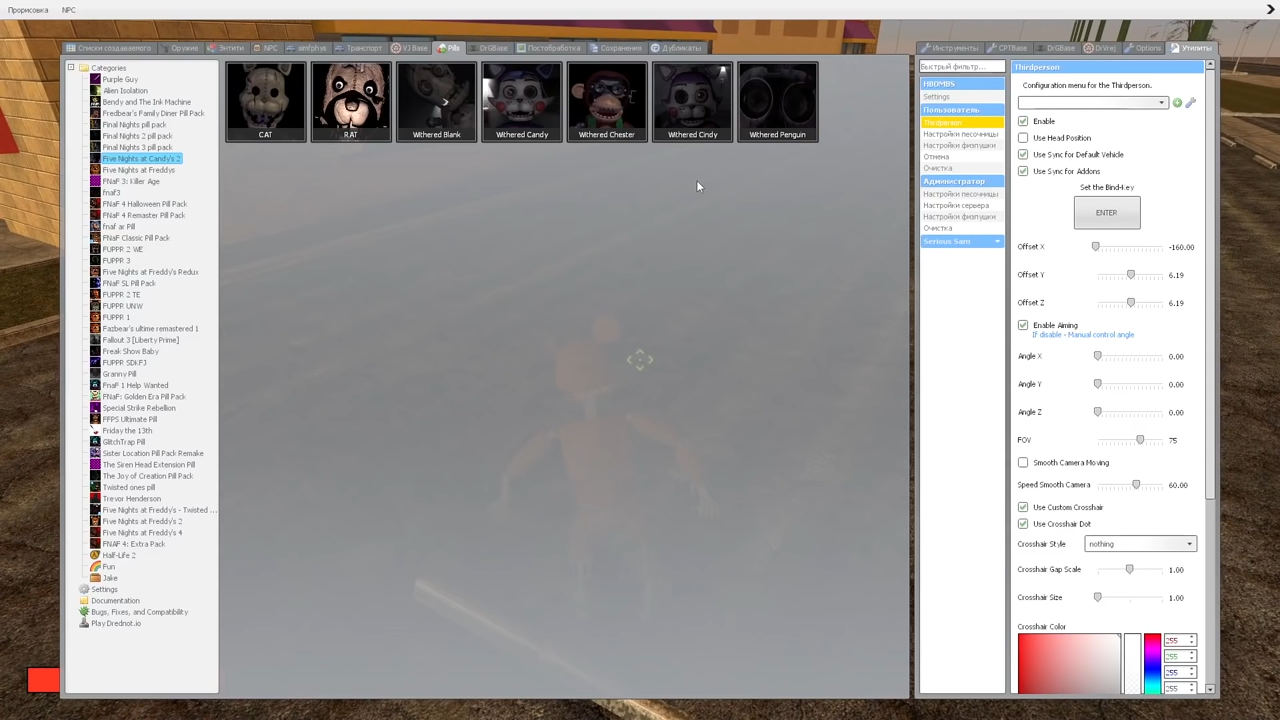 Прорисовка NPC
Списки создаваемого Оружие Энтити NPC simfphys Транспорт VJ Base Pills DrGBase Постобработка Сохранения Дубликаты
Categories
Purple Guy
Alien Isolation
Bendy and The Ink Machine
Fredbear's Family Diner Pill Pack
Final Nights pill pack
Final Nights 2 pill pack
Final Nights 3 pill pack
Five Nights at Candy's 2
Five Nights at Freddys
FNaF 3: Killer Age
fnaf3
FNAF 4 Halloween Pill Pack
FNAF 4 Remaster Pill Pack
fnaf ar Pill
FNaF Classic Pill Pack
FUPPR 2 WE
FUPPR 3
Five Nights at Freddy's Redux
FNaF SL Pill Pack
FUPPR 2 TE
FUPPR UNW
FUPPR 1
Fazbear's ultime remastered 1
Fallout 3 [Liberty Prime]
Freak Show Baby
FUPPR SDKFJ
Granny Pill
FnaF 1 Help Wanted
FNAF: Golden Era Pill Pack
Special Strike Rebellion
FFPS Ultimate Pill
Friday the 13th
GlitchTrap Pill
Sister Location Pill Pack Remake
The Siren Head Extension Pill
The Joy of Creation Pill Pack
Twisted ones pill
Trevor Henderson
Five Nights at Freddy's - Twisted ...
Five Nights at Freddy's 2
Five Nights at Freddy's 4
FNAF 4: Extra Pack
Half-Life 2
Fun
Jake
Settings
Documentation
Bugs, Fixes, and Compatibility
Play Drednot.io
CAT RAT Withered Blank Withered Candy Withered Chester Withered Cindy Withered Penguin
Инструменты CPTBase DrGBase DrVrej Options Утилиты
Быстрый фильтр...
HBOMBS
Settings
Пользователь
Thirdperson
Настройки песочницы
Настройки физпушки
Отмена
Очистка
Администратор
Настройки песочницы
Настройки сервера
Настройки физпушки
Очистка
Serious Sam
Thirdperson
Configuration menu for the Thirdperson.
Enable
Use Head Position
Use Sync for Default Vehicle
Use Sync for Addons
Set the Bind-Key
ENTER
Offset X -160.00
Offset Y 6.19
Offset Z 6.19
Enable Aiming
If disable - Manual control angle
Angle X 0.00
Angle Y 0.00
Angle Z 0.00
FOV 75
Smooth Camera Moving
Speed Smooth Camera 60.00
Use Custom Crosshair
Use Crosshair Dot
Crosshair Style nothing
Crosshair Gap Scale 1.00
Crosshair Size 1.00
Crosshair Color
255
255
255
255